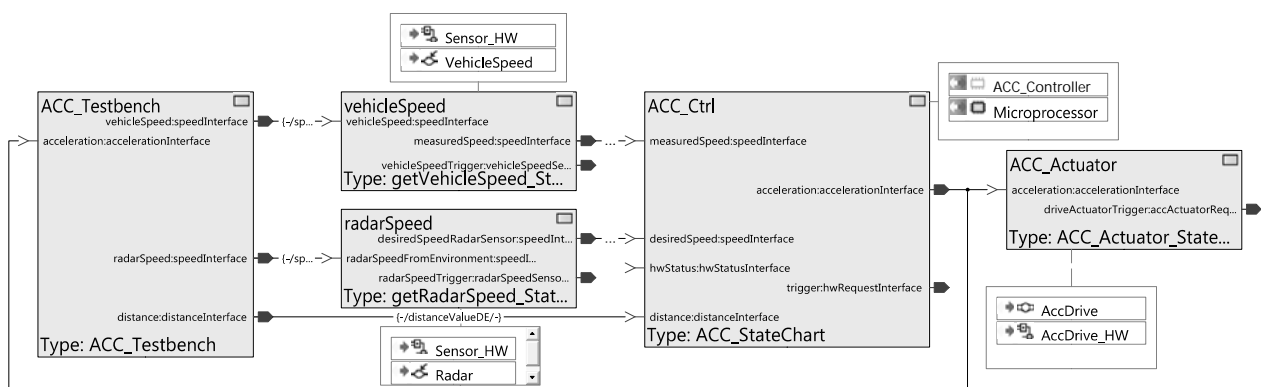 Sensor_HW
VehicleSpeed
ACC_Testbench
vehicleSpeed:speedInterface
acceleration:accelerationInterface
radarSpeed:speedInterface
distance:distanceInterface
Type: ACC_Testbench
{-/sp...
vehicleSpeed
vehicleSpeed:speedInterface
measuredSpeed:speedInterface
vehicleSpeedTrigger:vehicleSpeedSe...
Type: getVehicleSpeed_St...
...
{-/sp...
radarSpeed
desiredSpeedRadarSensor:speedInt...
radarSpeedFromEnvironment:speedI...
radarSpeedTrigger:radarSpeedSenso...
Type: getRadarSpeed_Stat...
...
{-/distanceValueDE/-}
Sensor_HW
Radar
ACC_Ctrl
measuredSpeed:speedInterface
acceleration:accelerationInterface
desiredSpeed:speedInterface
hwStatus:hwStatusInterface
trigger:hwRequestInterface
distance:distanceInterface
Type: ACC_StateChart
ACC_Controller
Microprocessor
ACC_Actuator
acceleration:accelerationInterface
driveActuatorTrigger:accActuatorReq...
Type: ACC_Actuator_State...
AccDrive
AccDrive_HW